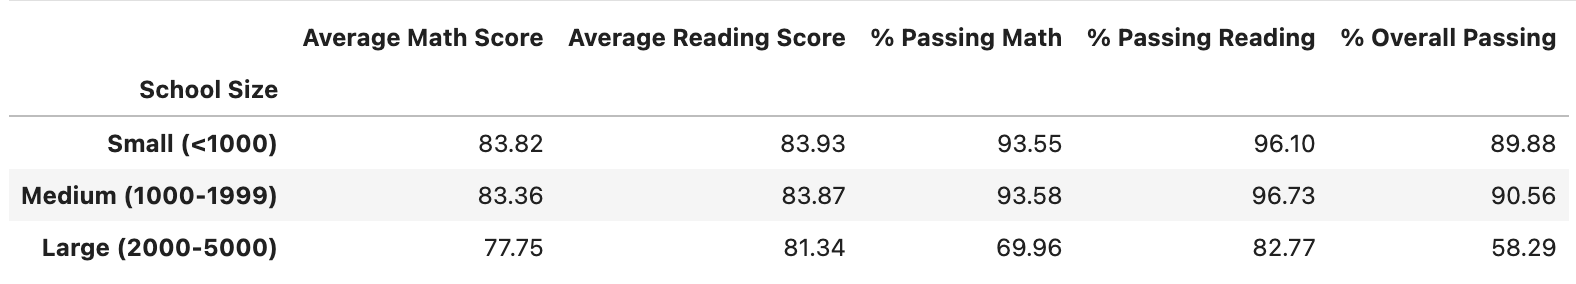 Average Math Score Average Reading Score % Passing Math % Passing Reading % Overall Passing
School Size
Small (<1000) 83.82 83.93 93.55 96.10 89.88
Medium (1000-1999) 83.36 83.87 93.58 96.73 90.56
Large (2000-5000) 77.75 81.34 69.96 82.77 58.29